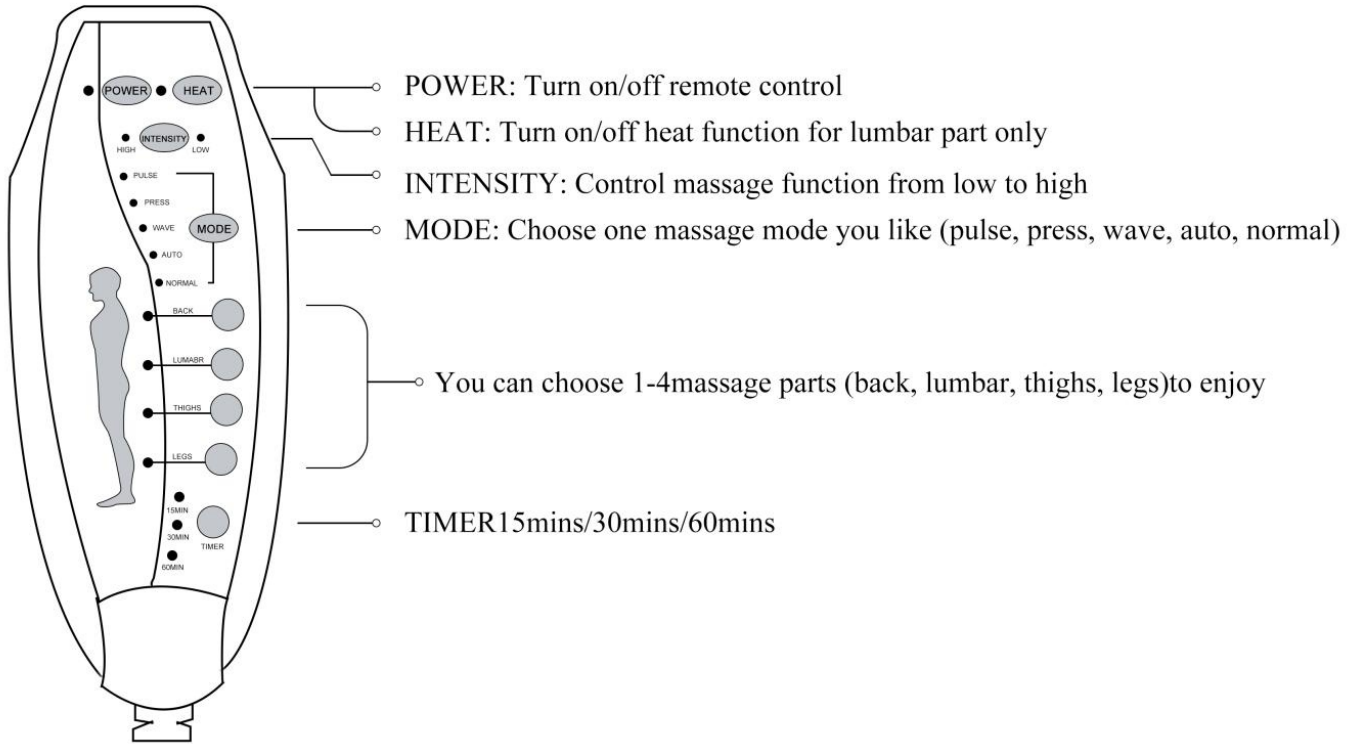 POWER HEAT
POWER: Turn on/off remote control
HEAT: Turn on/off heat function for lumbar part only
INTENSITY
HIGH LOW
INTENSITY: Control massage function from low to high
PULSE
PRESS
WAVE
AUTO
NORMAL
MODE
MODE: Choose one massage mode you like (pulse, press, wave, auto, normal)
BACK
LUMABR
THIGHS
LEGS
You can choose 1-4massage parts (back, lumbar, thighs, legs)to enjoy
15MIN
30MIN
60MIN
TIMER
TIMER15mins/30mins/60mins